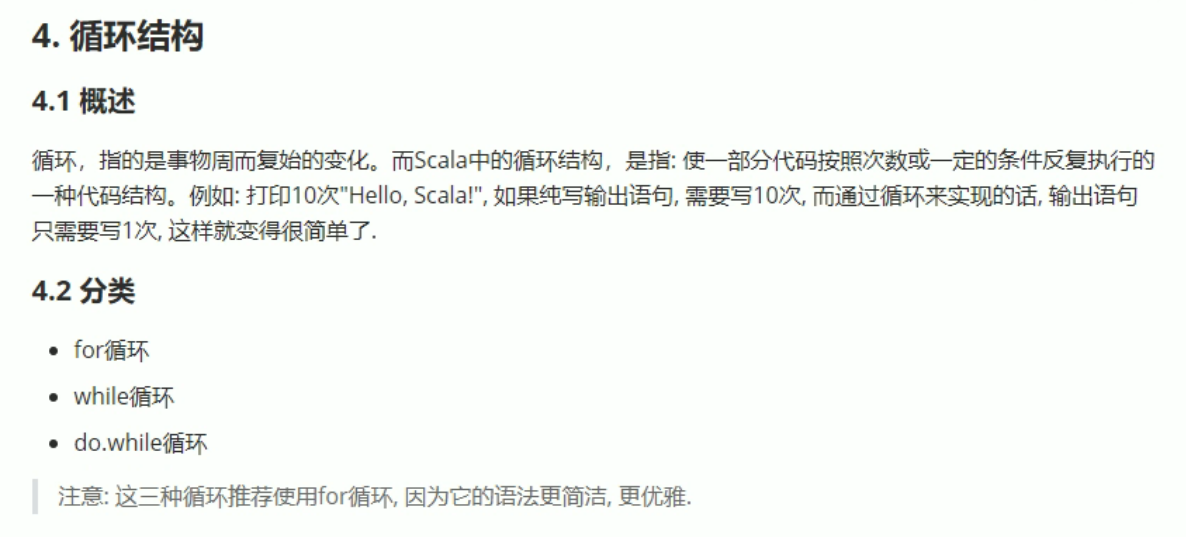 4. 循环结构
4.1 概述
循环，指的是事物周而复始的变化。而Scala中的循环结构，是指: 使一部分代码按照次数或一定的条件反复执行的
一种代码结构。例如: 打印10次"Hello, Scala!", 如果纯写输出语句, 需要写10次, 而通过循环来实现的话, 输出语句
只需要写1次, 这样就变得很简单了.
4.2 分类
for循环
while循环
do.while循环
注意: 这三种循环推荐使用for循环, 因为它的语法更简洁, 更优雅.